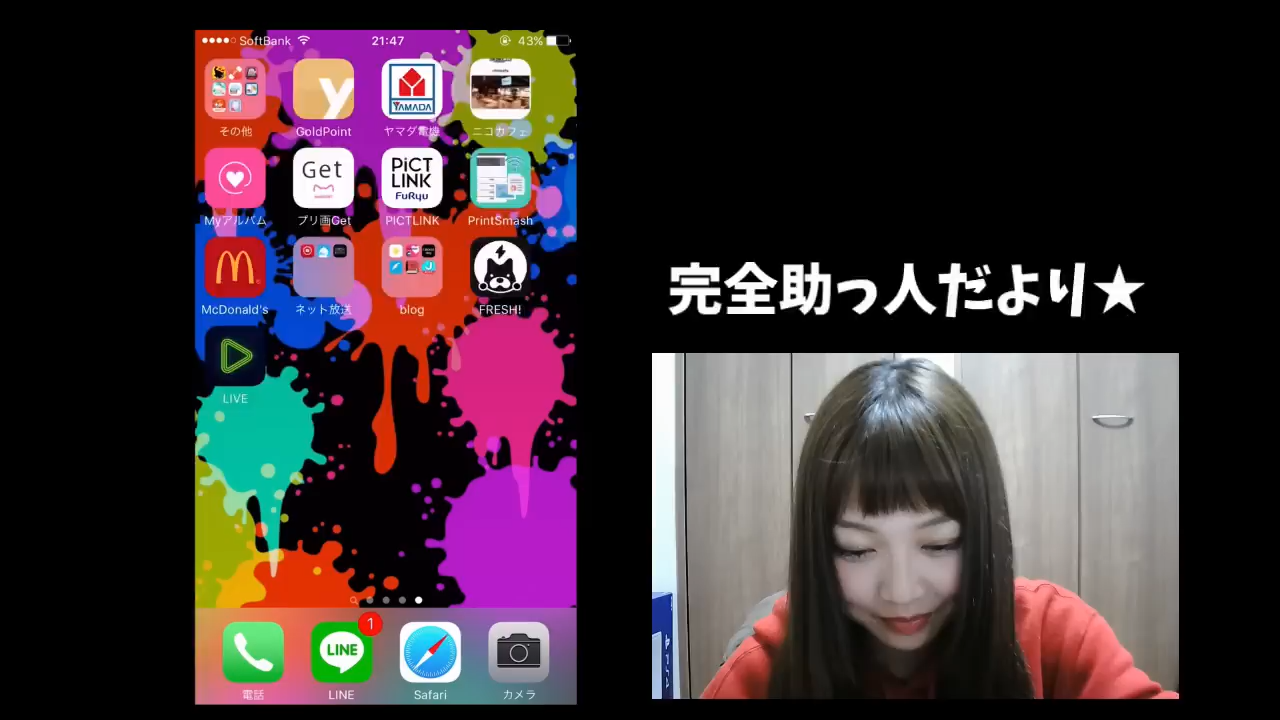 SoftBank 21:47 43%
その他 GoldPoint ヤマダ電機 ニコカフェ
y YAMADA
Myアルバム プリ画Get PICTLINK PrintSmash
Get PiCT LINK FuRyu
McDonald's ネット放送 blog FRESH!
LIVE
完全助っ人だより★
1
LINE
電話 LINE Safari カメラ